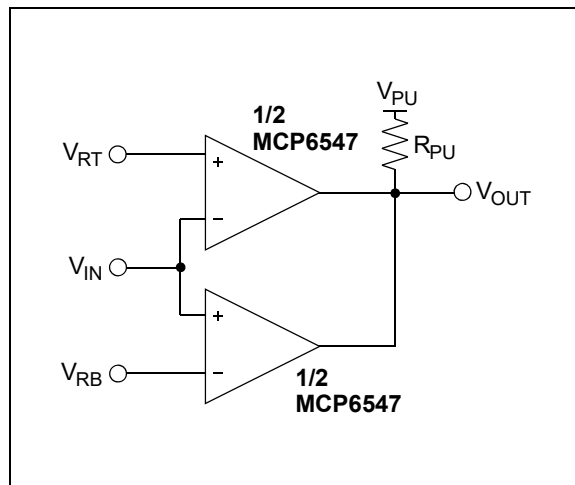 V_PU
1/2
MCP6547
R_PU
V_RT
+
−
V_OUT
V_IN
+
−
V_RB
1/2
MCP6547